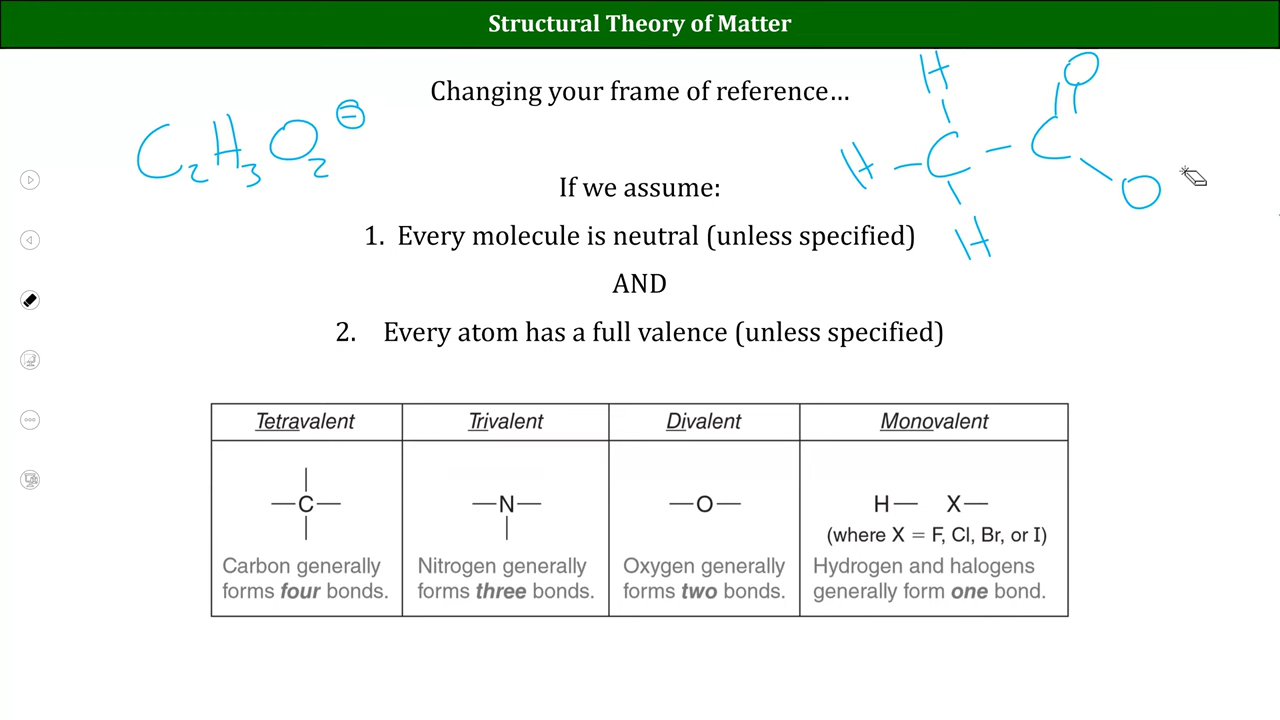 Structural Theory of Matter
Changing your frame of reference…
C₂H₃O₂⊖
H
O
H – C – C
O
H
If we assume:
1. Every molecule is neutral (unless specified)
AND
2. Every atom has a full valence (unless specified)
Tetravalent Trivalent Divalent Monovalent
—C— —N— —O— H— X—
(where X = F, Cl, Br, or I)
Carbon generally Nitrogen generally Oxygen generally Hydrogen and halogens
forms four bonds. forms three bonds. forms two bonds. generally form one bond.